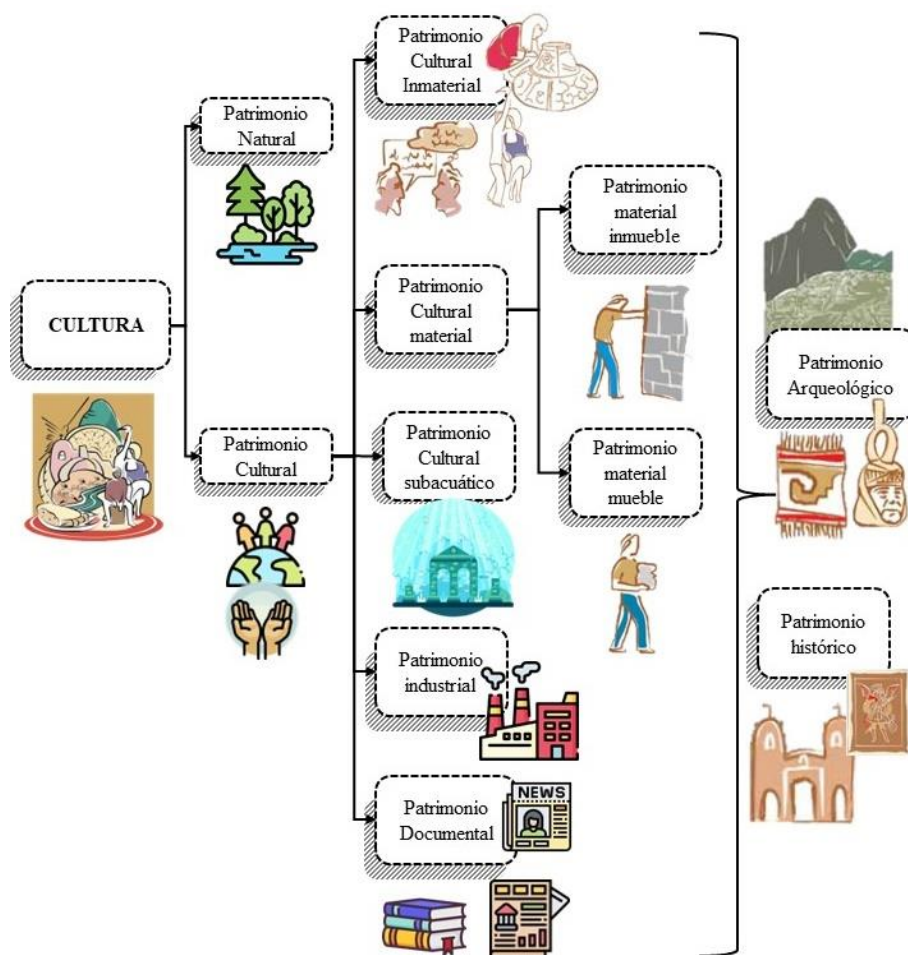 CULTURA
Patrimonio
Natural
Patrimonio
Cultural
Patrimonio
Cultural
Inmaterial
Patrimonio
Cultural
material
Patrimonio
Cultural
subacuático
Patrimonio
industrial
Patrimonio
Documental
NEWS
Patrimonio
material
inmueble
Patrimonio
material
mueble
Patrimonio
Arqueológico
Patrimonio
histórico